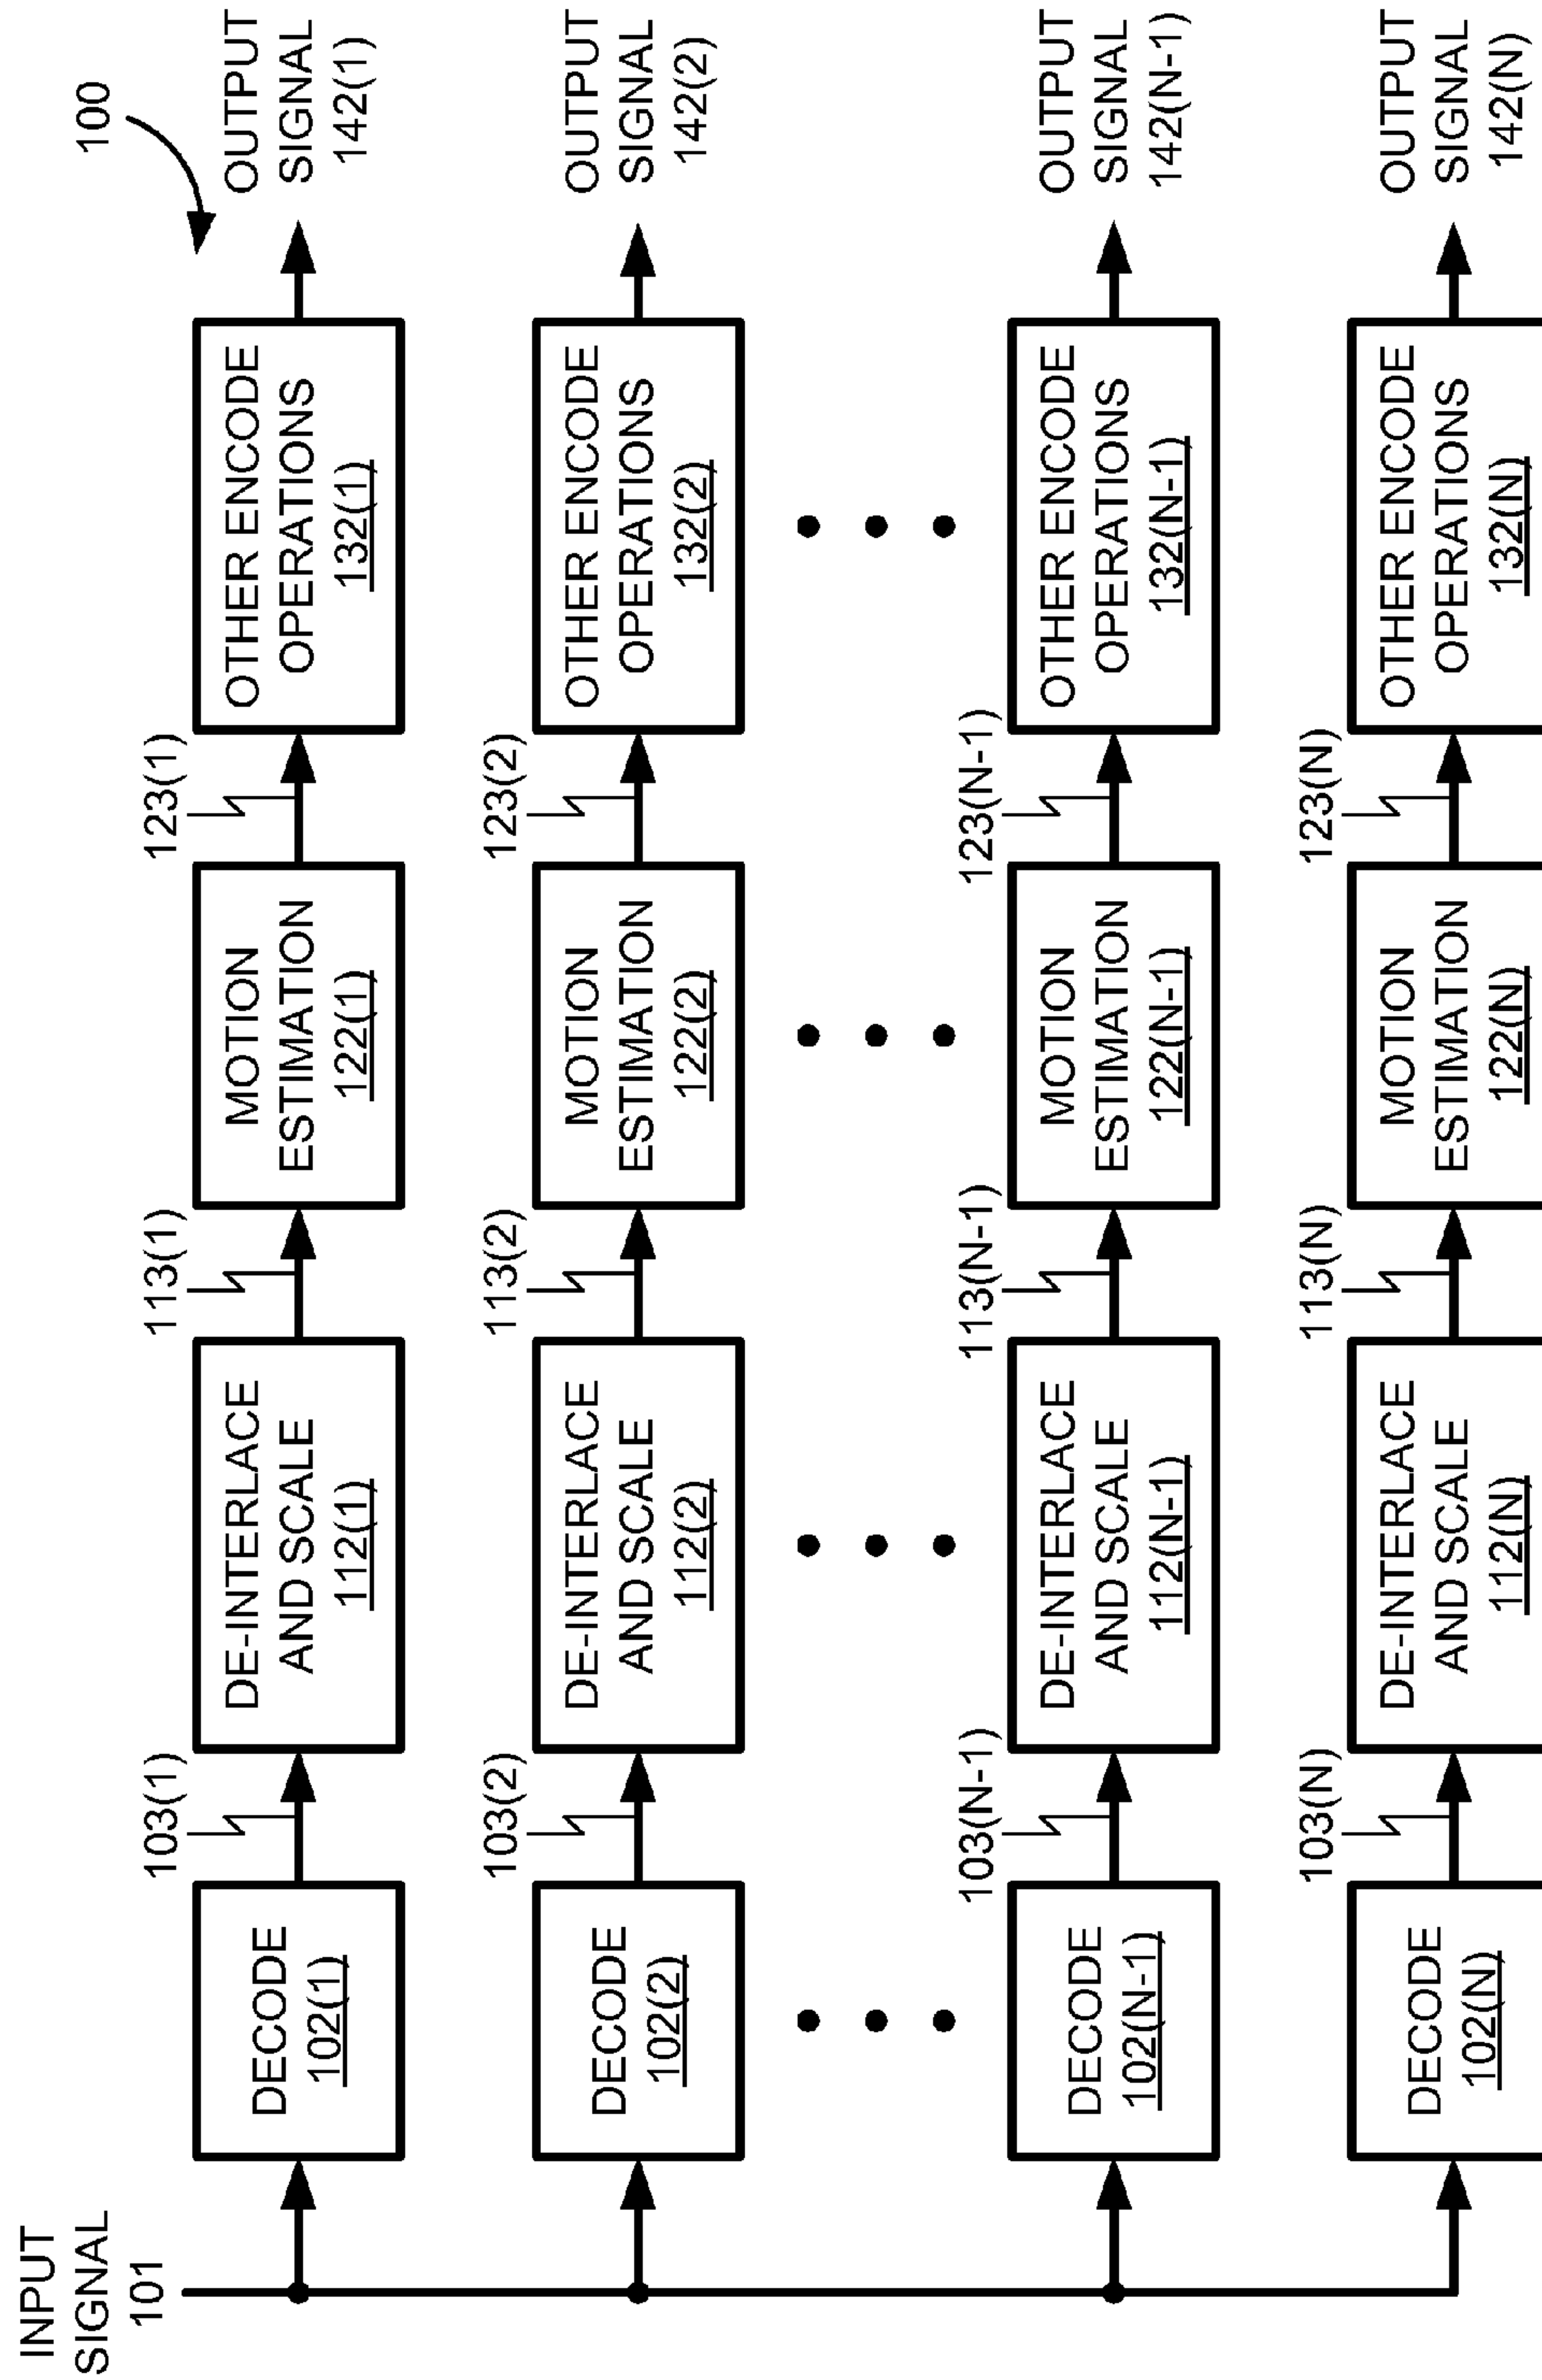 100
INPUT
SIGNAL
101
DECODE
102(1)
103(1)
DE-INTERLACE
AND SCALE
112(1)
113(1)
MOTION
ESTIMATION
122(1)
123(1)
OTHER ENCODE
OPERATIONS
132(1)
OUTPUT
SIGNAL
142(1)
DECODE
102(2)
103(2)
DE-INTERLACE
AND SCALE
112(2)
113(2)
MOTION
ESTIMATION
122(2)
123(2)
OTHER ENCODE
OPERATIONS
132(2)
OUTPUT
SIGNAL
142(2)
DECODE
102(N-1)
103(N-1)
DE-INTERLACE
AND SCALE
112(N-1)
113(N-1)
MOTION
ESTIMATION
122(N-1)
123(N-1)
OTHER ENCODE
OPERATIONS
132(N-1)
OUTPUT
SIGNAL
142(N-1)
DECODE
102(N)
103(N)
DE-INTERLACE
AND SCALE
112(N)
113(N)
MOTION
ESTIMATION
122(N)
123(N)
OTHER ENCODE
OPERATIONS
132(N)
OUTPUT
SIGNAL
142(N)